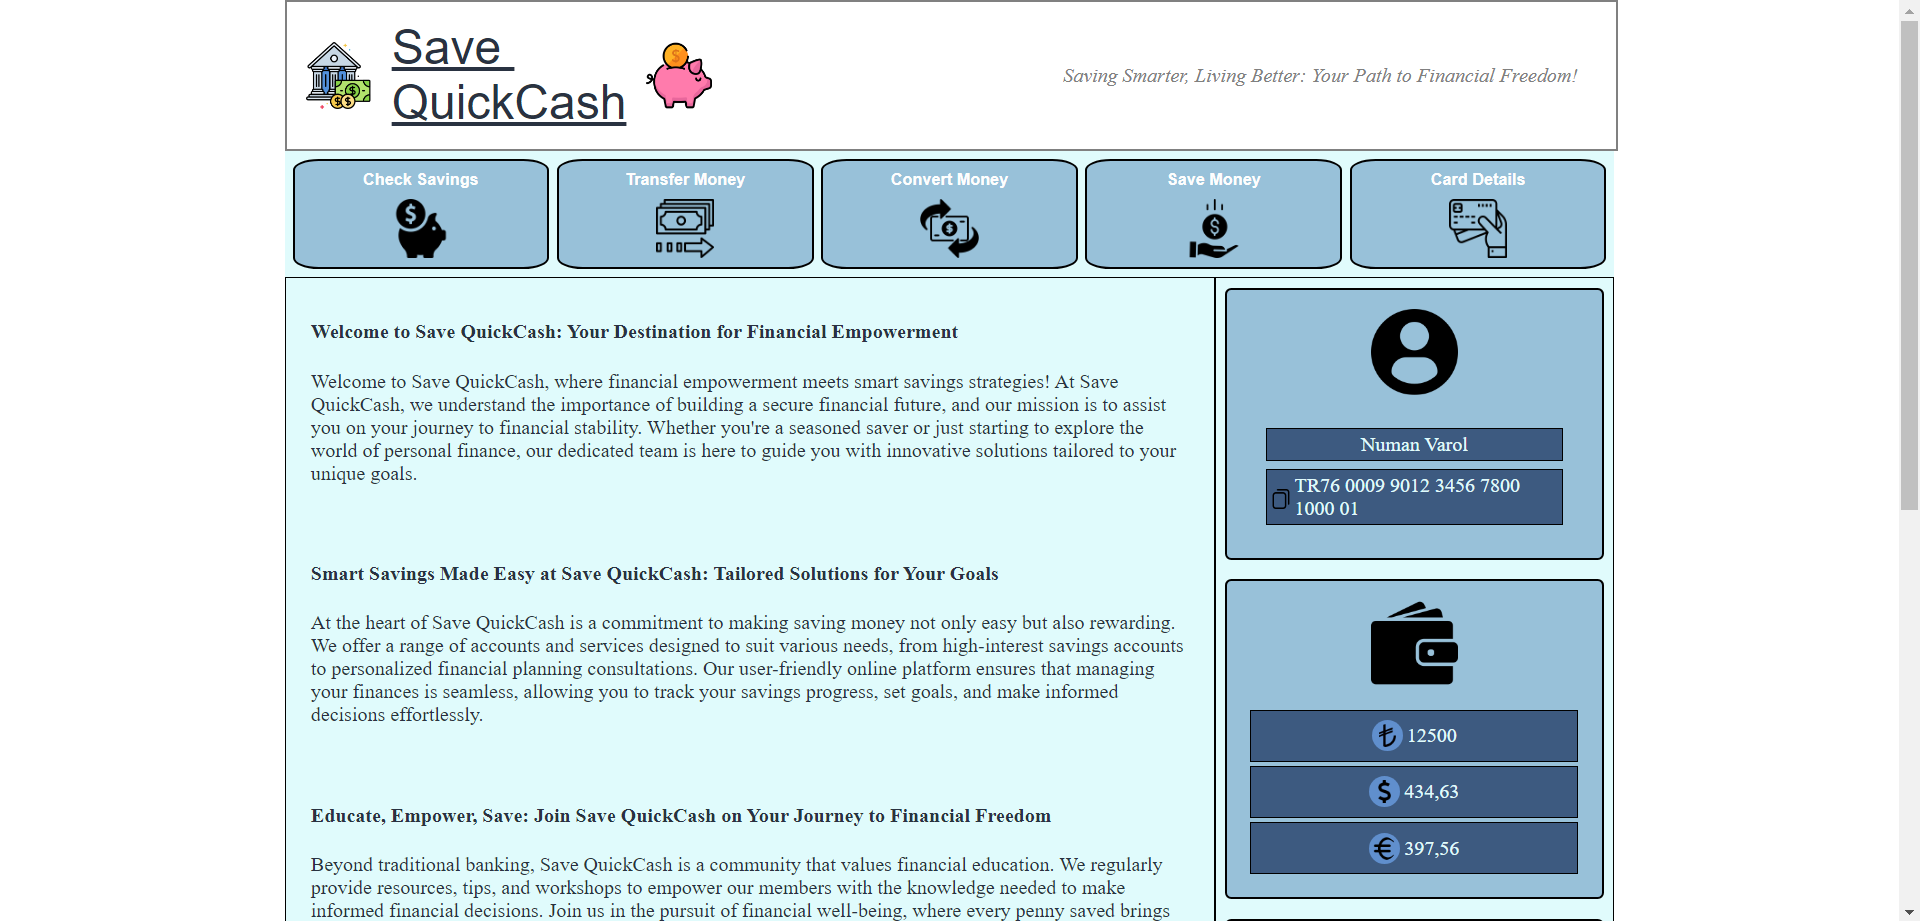 Save
QuickCash
Saving Smarter, Living Better: Your Path to Financial Freedom!
Check Savings
Transfer Money
Convert Money
Save Money
Card Details
Welcome to Save QuickCash: Your Destination for Financial Empowerment
Welcome to Save QuickCash, where financial empowerment meets smart savings strategies! At Save
QuickCash, we understand the importance of building a secure financial future, and our mission is to assist
you on your journey to financial stability. Whether you're a seasoned saver or just starting to explore the
world of personal finance, our dedicated team is here to guide you with innovative solutions tailored to your
unique goals.
Smart Savings Made Easy at Save QuickCash: Tailored Solutions for Your Goals
At the heart of Save QuickCash is a commitment to making saving money not only easy but also rewarding.
We offer a range of accounts and services designed to suit various needs, from high-interest savings accounts
to personalized financial planning consultations. Our user-friendly online platform ensures that managing
your finances is seamless, allowing you to track your savings progress, set goals, and make informed
decisions effortlessly.
Educate, Empower, Save: Join Save QuickCash on Your Journey to Financial Freedom
Beyond traditional banking, Save QuickCash is a community that values financial education. We regularly
provide resources, tips, and workshops to empower our members with the knowledge needed to make
informed financial decisions. Join us in the pursuit of financial well-being, where every penny saved brings
Numan Varol
TR76 0009 9012 3456 7800
1000 01
₺ 12500
$ 434,63
€ 397,56